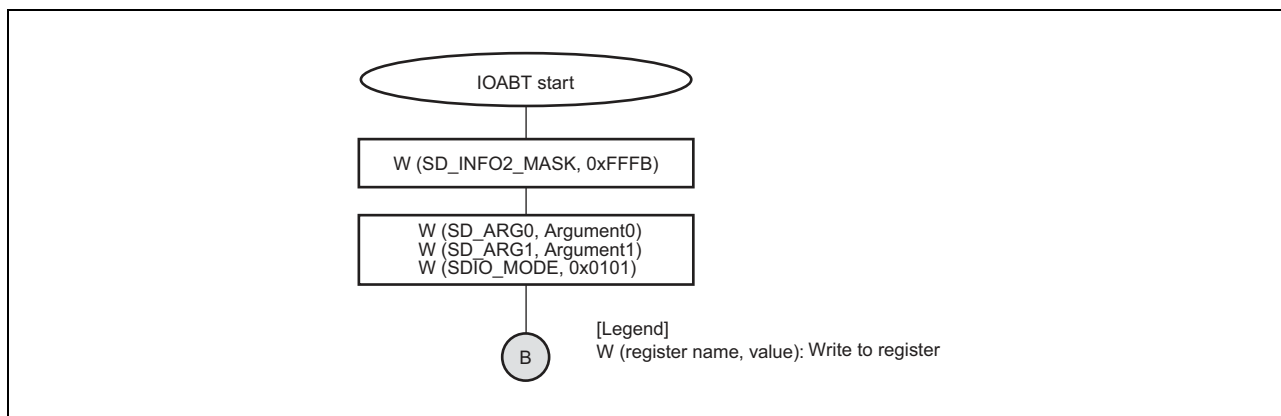 IOABT start
W (SD_INFO2_MASK, 0xFFFB)
W (SD_ARG0, Argument0)
W (SD_ARG1, Argument1)
W (SDIO_MODE, 0x0101)
B
[Legend]
W (register name, value): Write to register